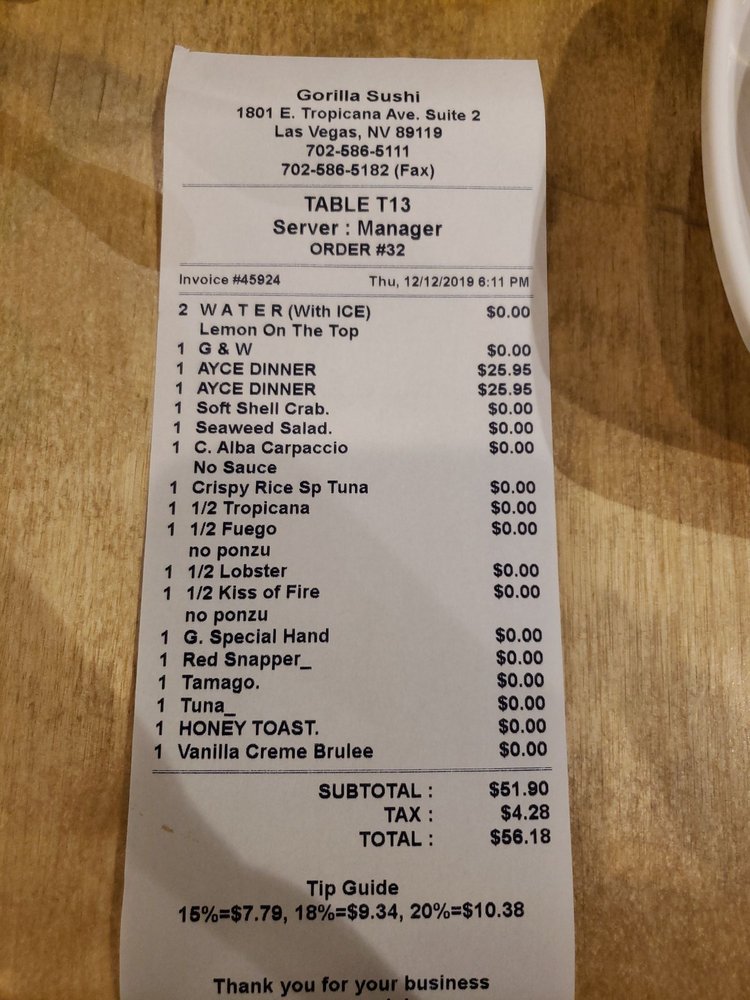 Gorilla Sushi
1801 E. Tropicana Ave. Suite 2
Las Vegas, NV 89119
702-586-5111
702-586-5182 (Fax)
TABLE T13
Server : Manager
ORDER #32
Invoice #45924 Thu, 12/12/2019 6:11 PM
2 W A T E R (With ICE) $0.00
Lemon On The Top
1 G & W $0.00
1 AYCE DINNER $25.95
1 AYCE DINNER $25.95
1 Soft Shell Crab. $0.00
1 Seaweed Salad. $0.00
1 C. Alba Carpaccio $0.00
No Sauce
1 Crispy Rice Sp Tuna $0.00
1 1/2 Tropicana $0.00
1 1/2 Fuego $0.00
no ponzu
1 1/2 Lobster $0.00
1 1/2 Kiss of Fire $0.00
no ponzu
1 G. Special Hand $0.00
1 Red Snapper_ $0.00
1 Tamago. $0.00
1 Tuna_ $0.00
1 HONEY TOAST. $0.00
1 Vanilla Creme Brulee $0.00
SUBTOTAL : $51.90
TAX : $4.28
TOTAL : $56.18
Tip Guide
15%=$7.79, 18%=$9.34, 20%=$10.38
Thank you for your business